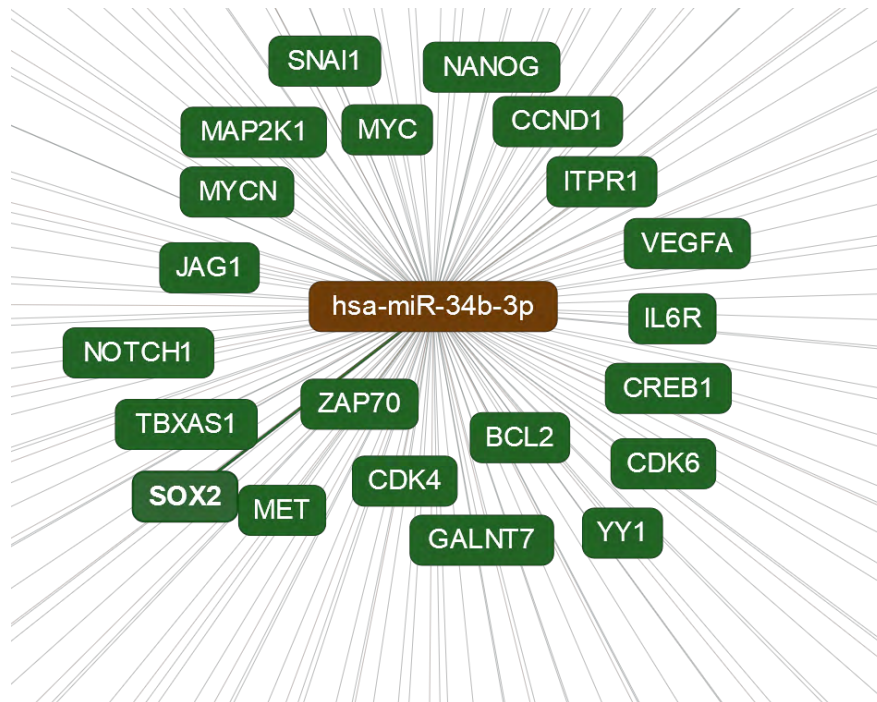 SNAI1
NANOG
MAP2K1
MYC
CCND1
MYCN
ITPR1
JAG1
VEGFA
hsa-miR-34b-3p
IL6R
NOTCH1
ZAP70
CREB1
TBXAS1
BCL2
SOX2
MET
CDK4
CDK6
GALNT7
YY1